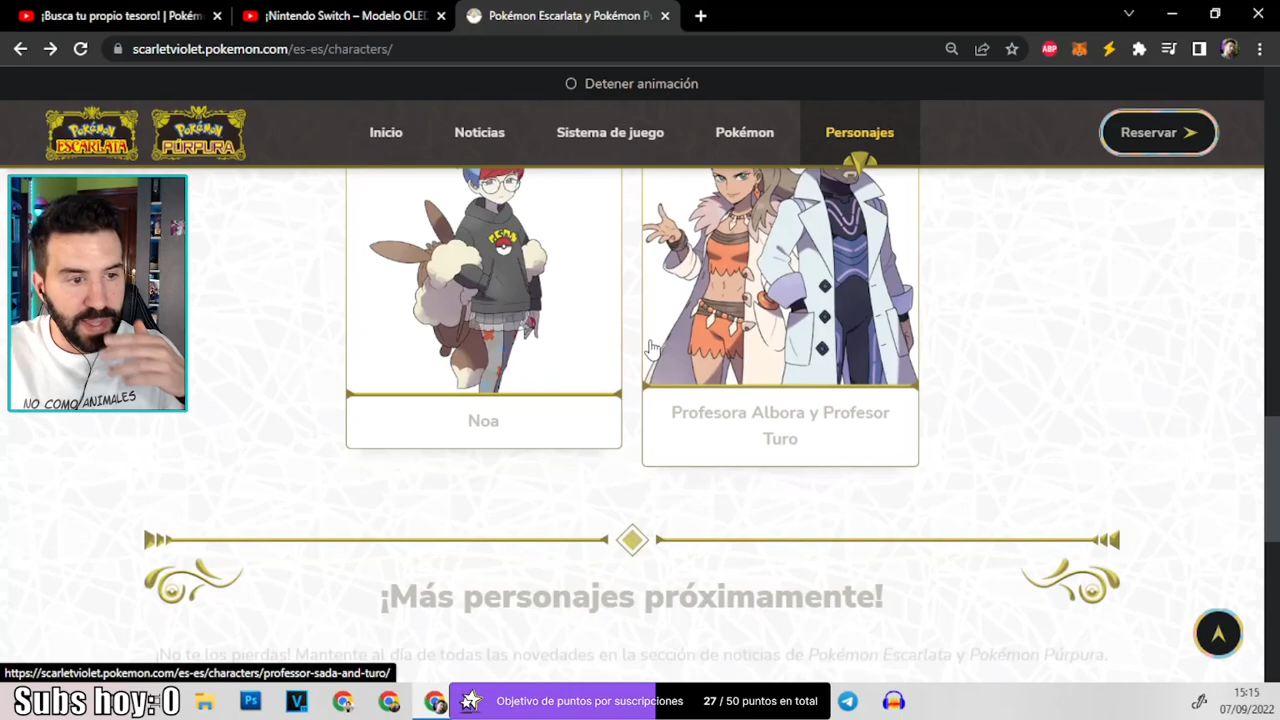 ¡Busca tu propio tesoro! | Pokém
¡Nintendo Switch – Modelo OLED
Pokémon Escarlata y Pokémon P
scarletviolet.pokemon.com/es-es/characters/
ABP
Detener animación
Pokémon ESCARLATA
Pokémon PÚRPURA
Inicio
Noticias
Sistema de juego
Pokémon
Personajes
Reservar
NO COMO ANIMALES
Noa
Profesora Albora y Profesor
Turo
¡Más personajes próximamente!
¡No te los pierdas! Mantente al día de todas las novedades en la sección de noticias de Pokémon Escarlata y Pokémon Púrpura.
https://scarletviolet.pokemon.com/es-es/characters/professor-sada-and-turo/
Subs hoy:0
Ps
V
Objetivo de puntos por suscripciones
27 / 50 puntos en total
15:15
07/09/2022